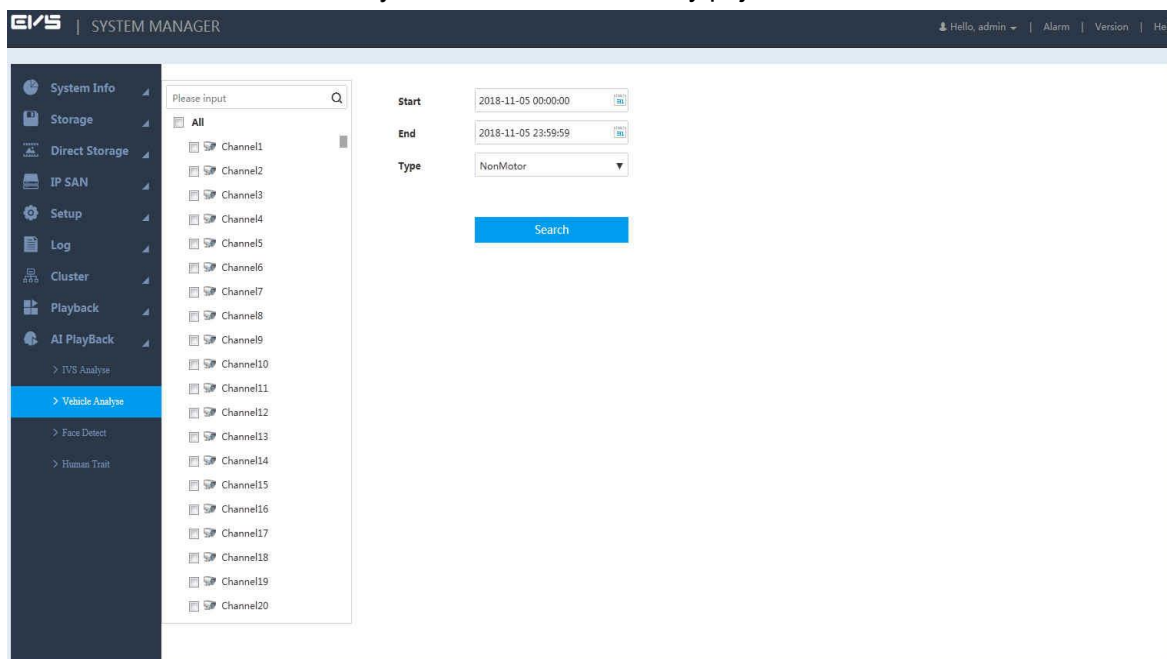 EVS | SYSTEM MANAGER
Hello, admin | Alarm | Version | He
System Info
Storage
Direct Storage
IP SAN
Setup
Log
Cluster
Playback
AI PlayBack
> IVS Analyse
> Vehicle Analyse
> Face Detect
> Human Trait
Please input
All
Channel1
Channel2
Channel3
Channel4
Channel5
Channel6
Channel7
Channel8
Channel9
Channel10
Channel11
Channel12
Channel13
Channel14
Channel15
Channel16
Channel17
Channel18
Channel19
Channel20
Start 2018-11-05 00:00:00
End 2018-11-05 23:59:59
Type NonMotor
Search